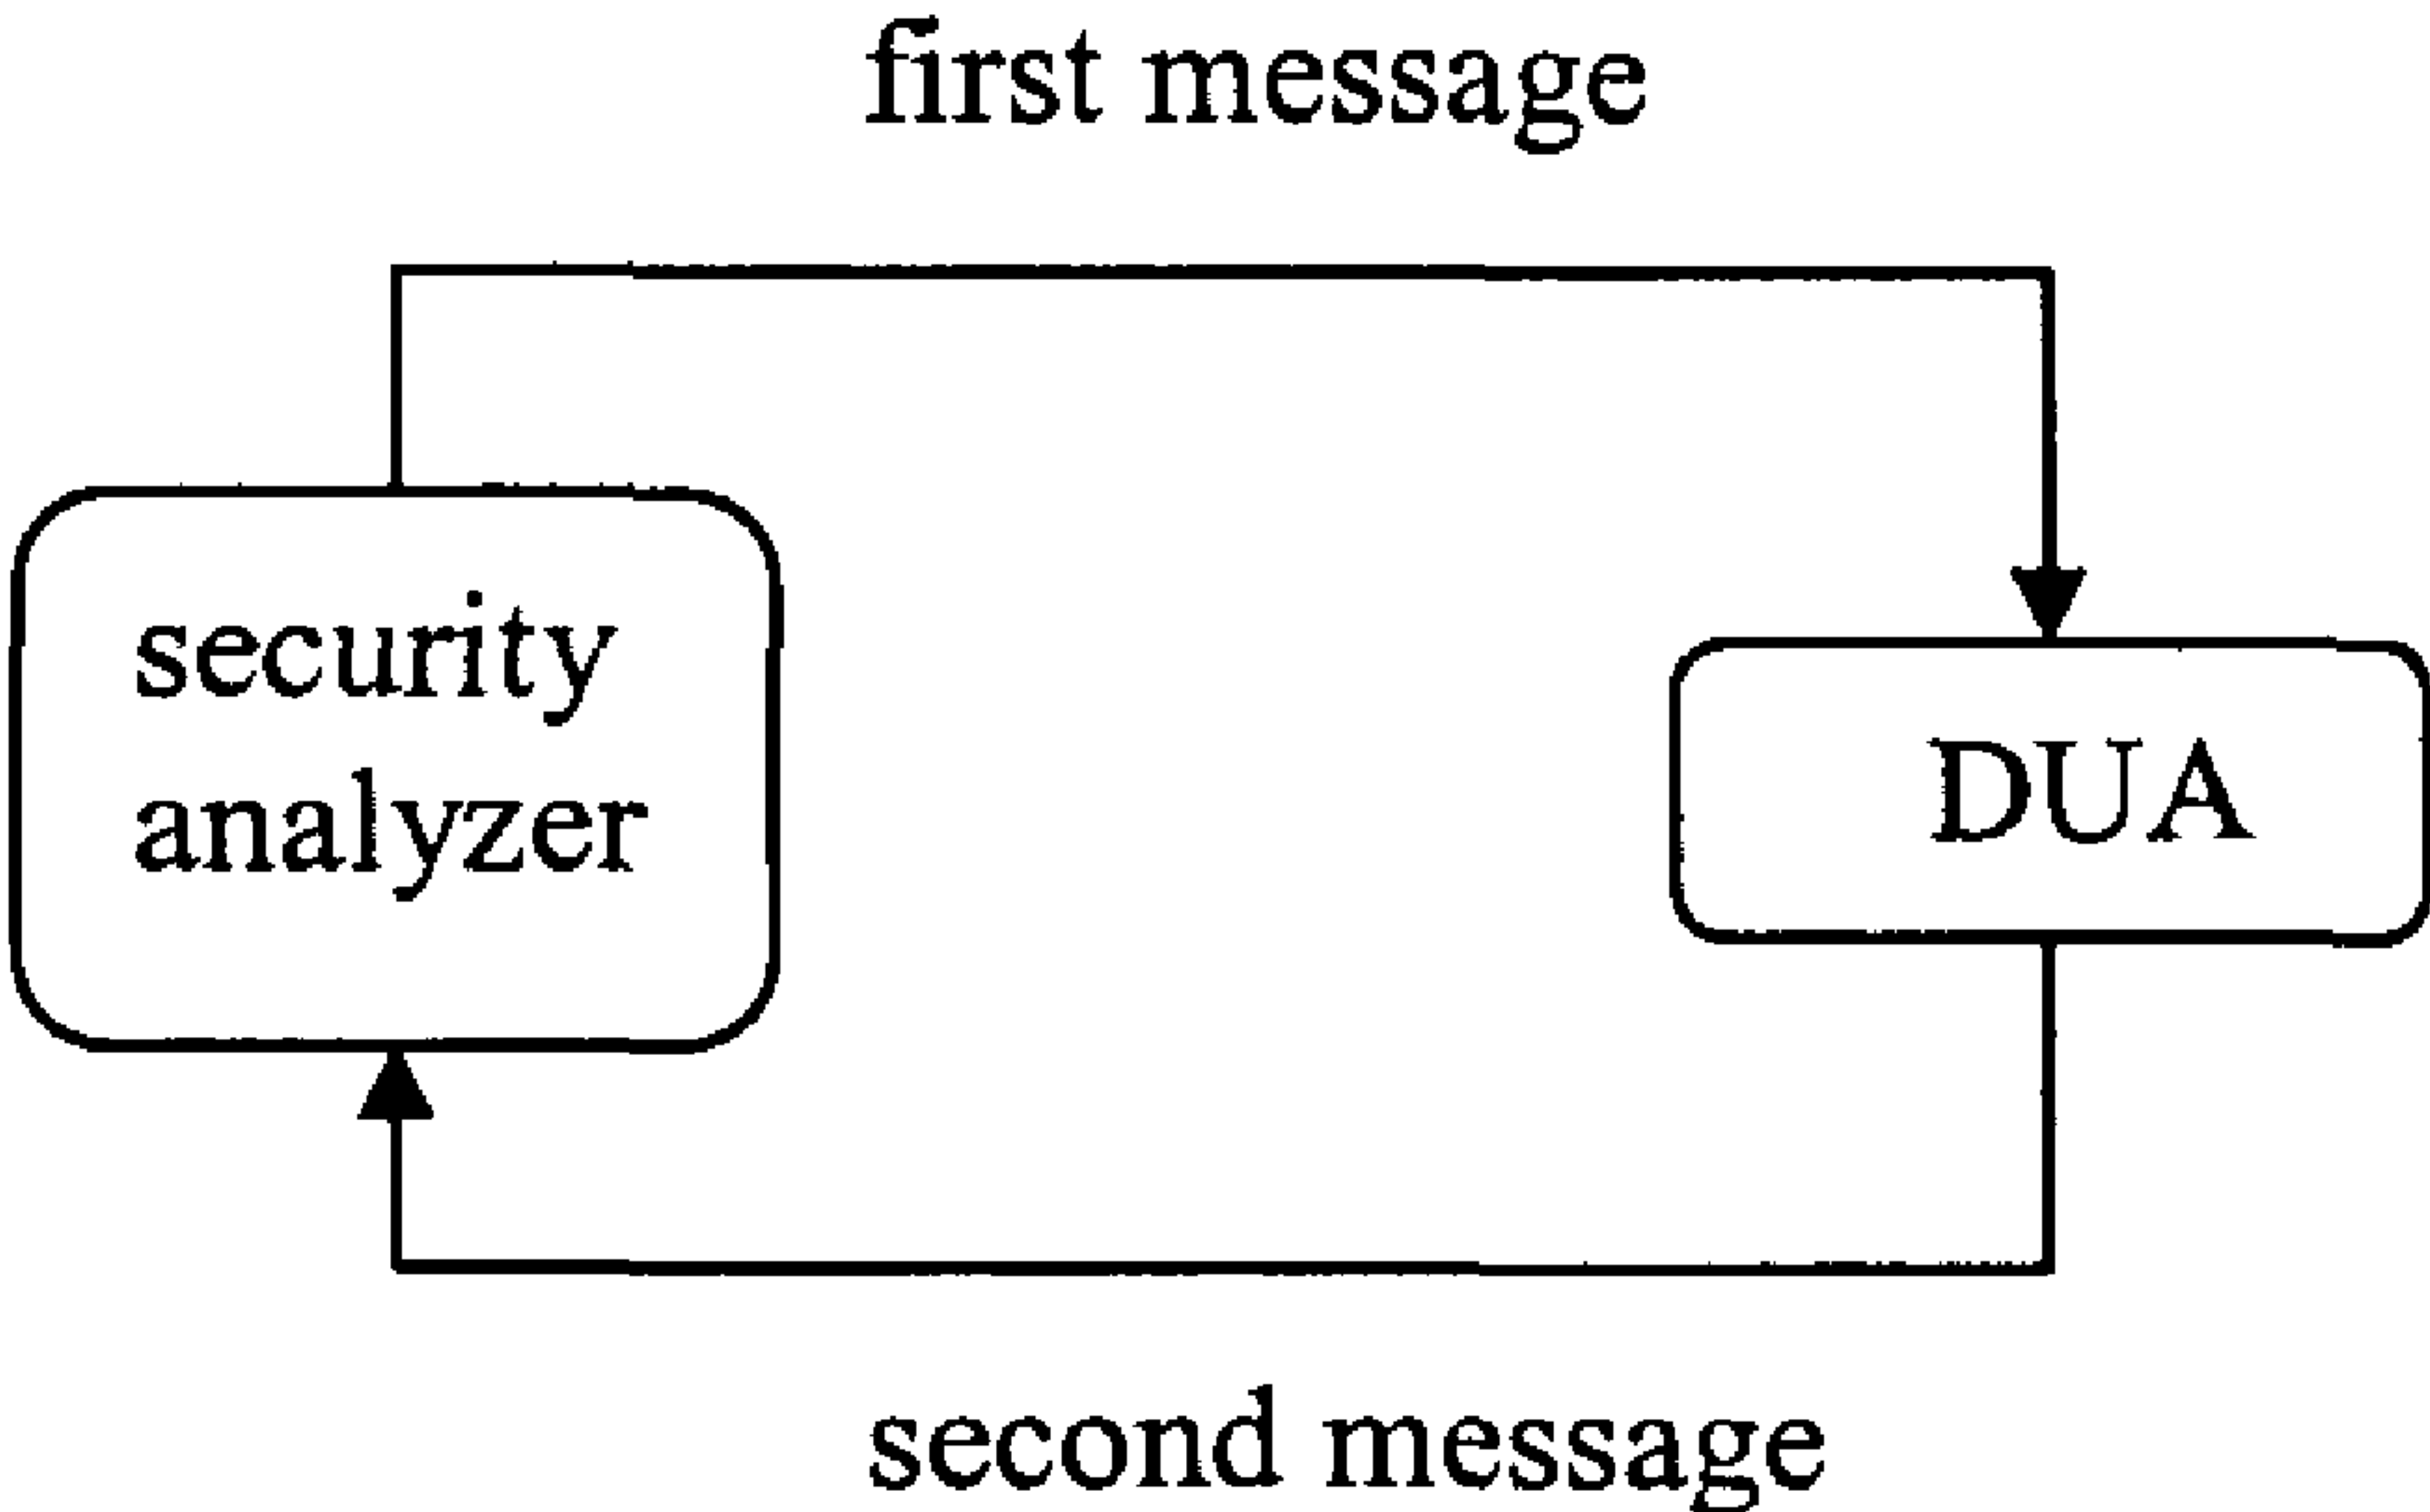 first message
security
analyzer
DUA
second message